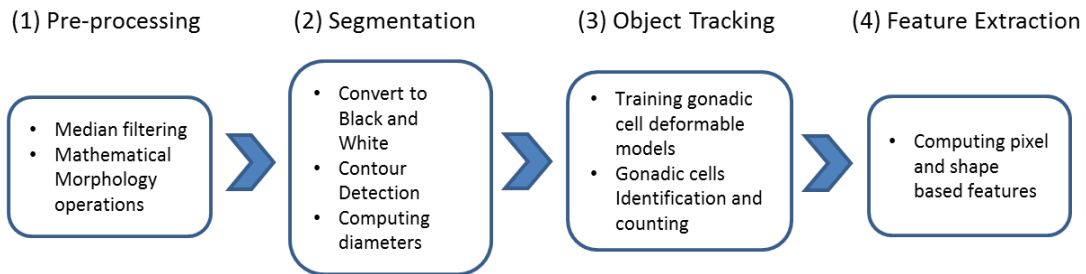 (1) Pre-processing
(2) Segmentation
(3) Object Tracking
(4) Feature Extraction
• Median filtering
• Mathematical
Morphology
operations
• Convert to
Black and
White
• Contour
Detection
• Computing
diameters
• Training gonadic
cell deformable
models
• Gonadic cells
Identification and
counting
• Computing pixel
and shape
based features